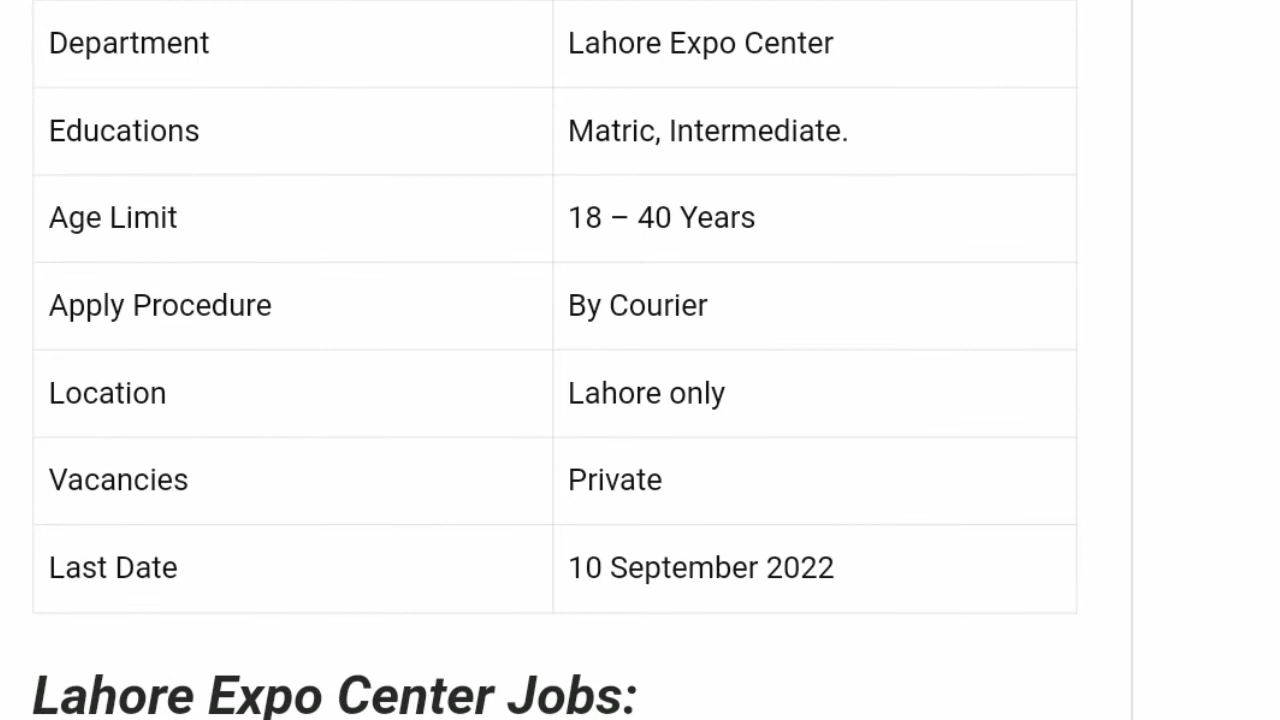 Department Lahore Expo Center
Educations Matric, Intermediate.
Age Limit 18 – 40 Years
Apply Procedure By Courier
Location Lahore only
Vacancies Private
Last Date 10 September 2022
Lahore Expo Center Jobs: